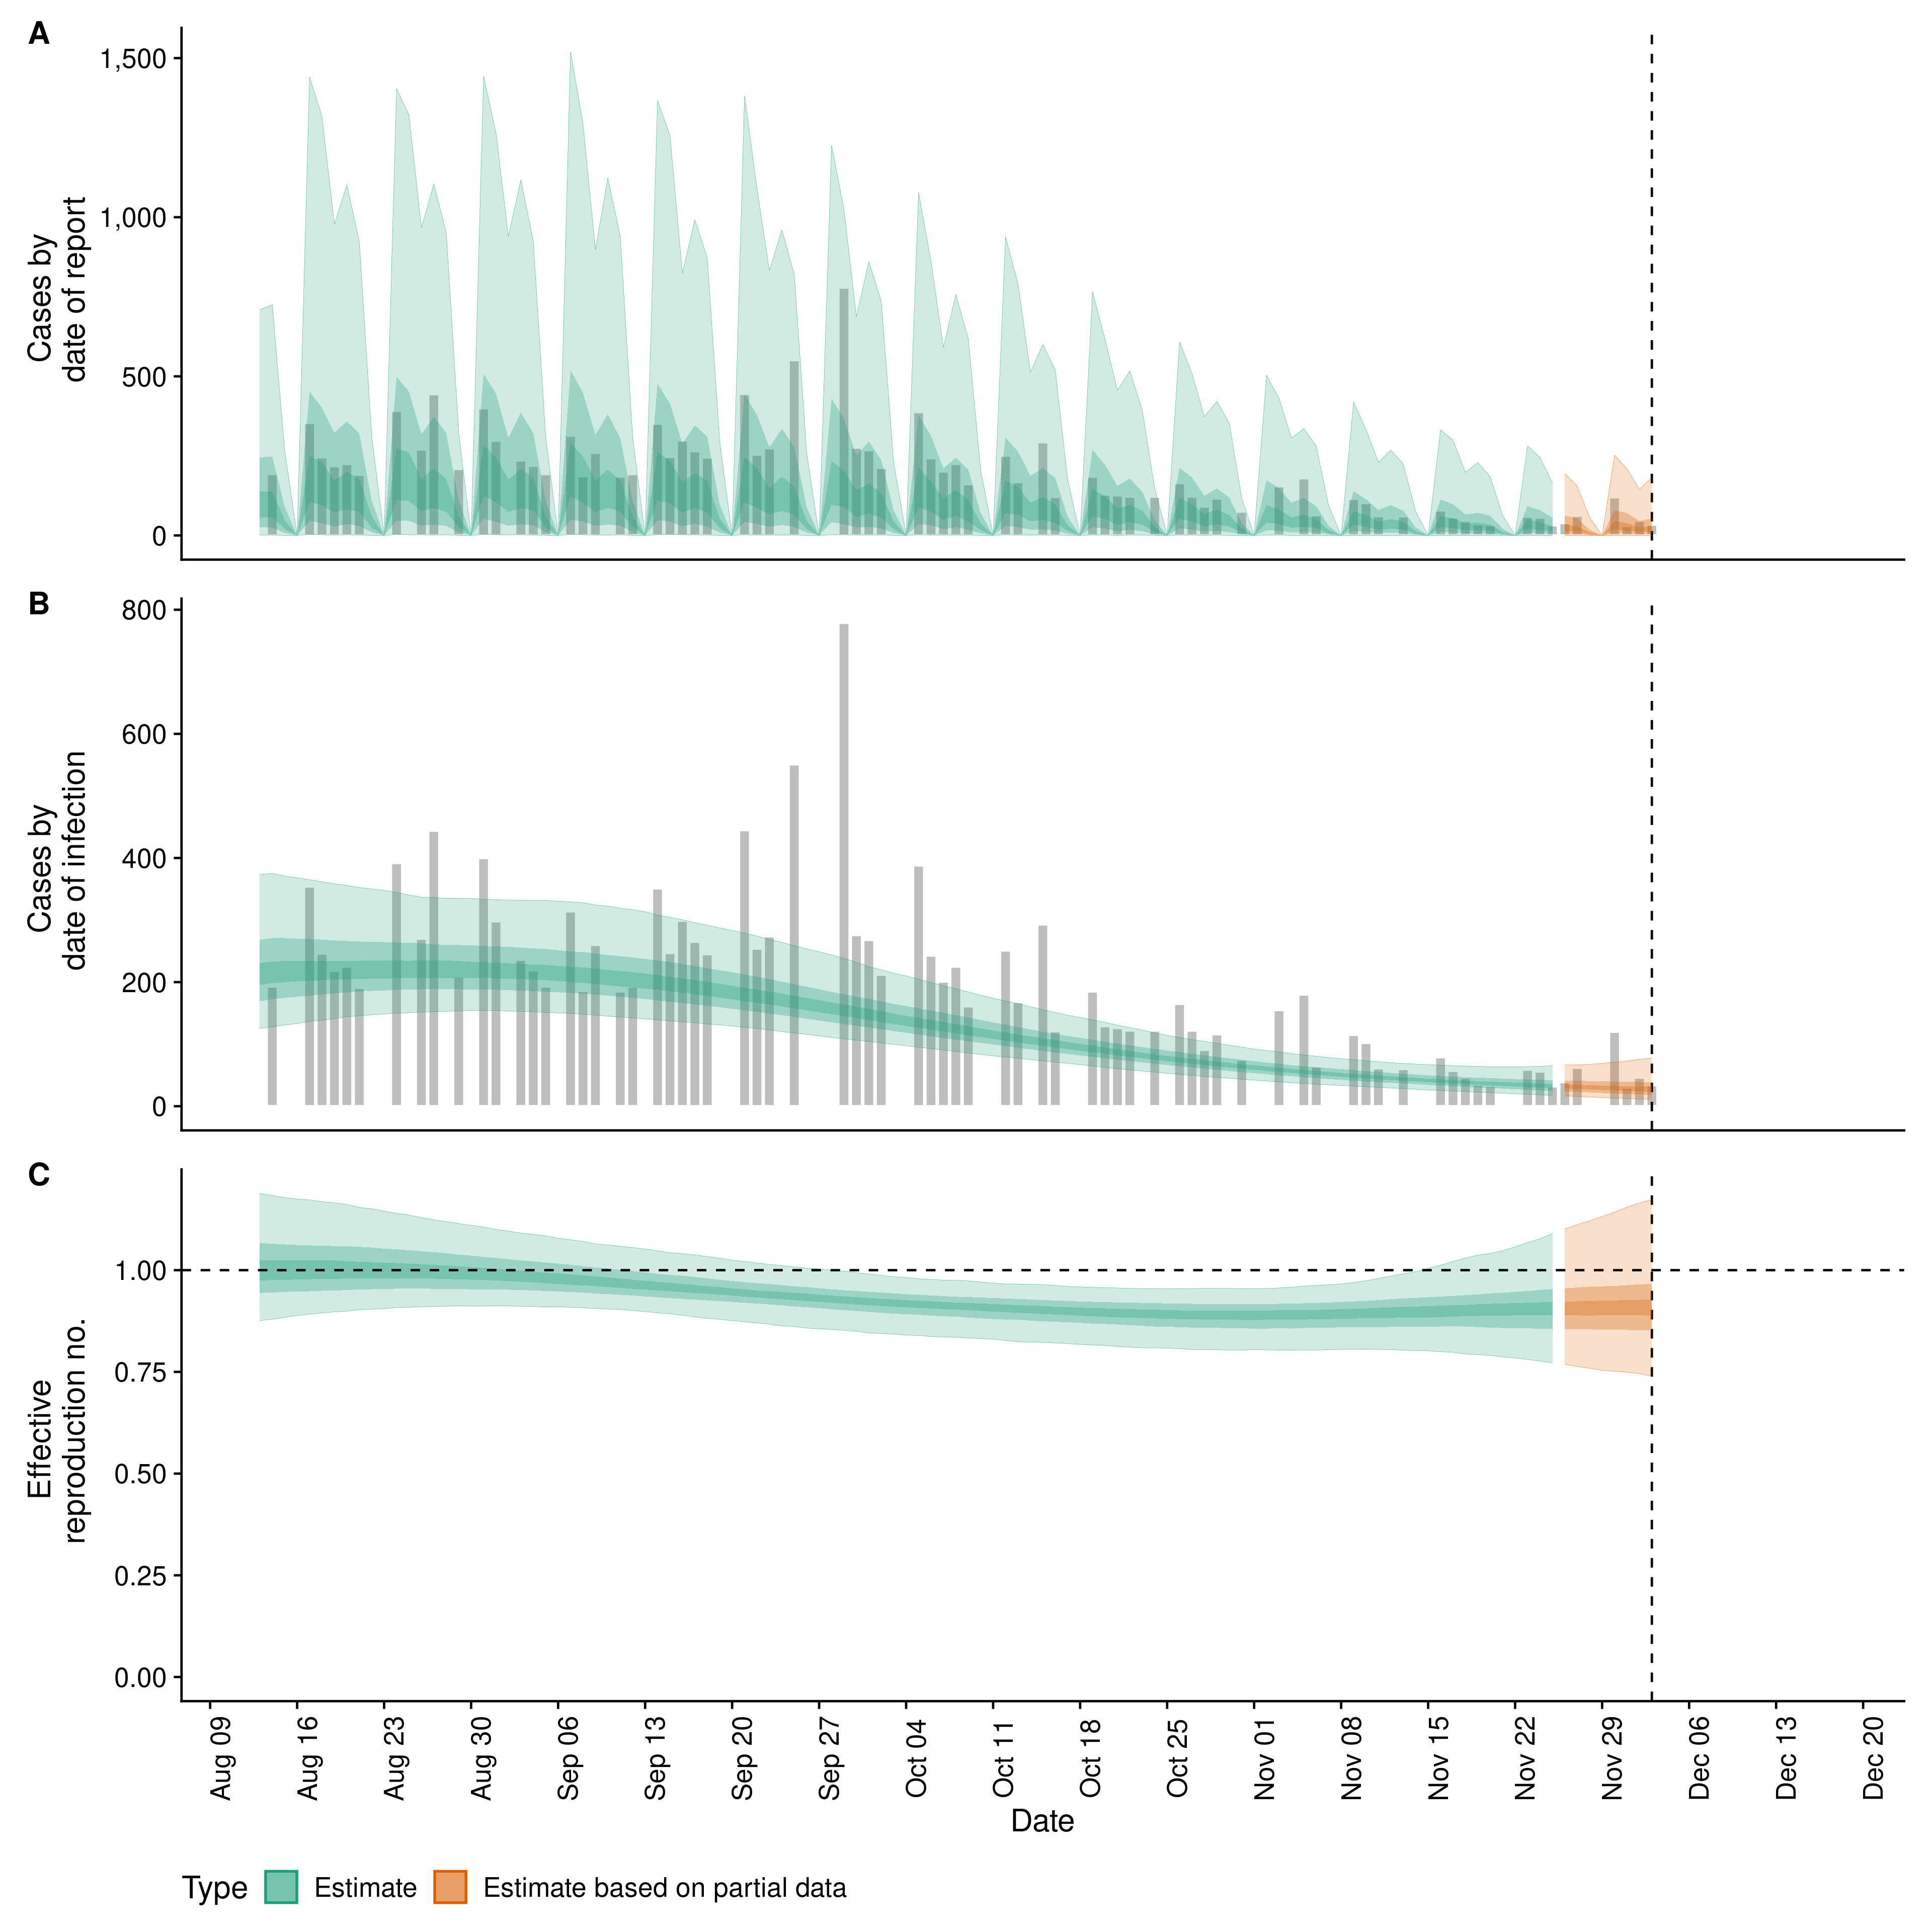 A
1,500
1,000
500
0
Cases by
date of report
B
800
600
400
200
0
Cases by
date of infection
C
1.00
0.75
0.50
0.25
0.00
Effective
reproduction no.
Aug 09
Aug 16
Aug 23
Aug 30
Sep 06
Sep 13
Sep 20
Sep 27
Oct 04
Oct 11
Oct 18
Oct 25
Nov 01
Nov 08
Nov 15
Nov 22
Nov 29
Dec 06
Dec 13
Dec 20
Date
Type Estimate Estimate based on partial data